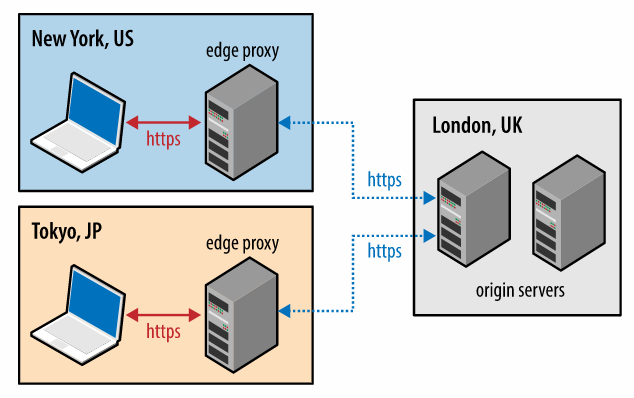 New York, US
edge proxy
https
Tokyo, JP
edge proxy
https
https
https
London, UK
origin servers